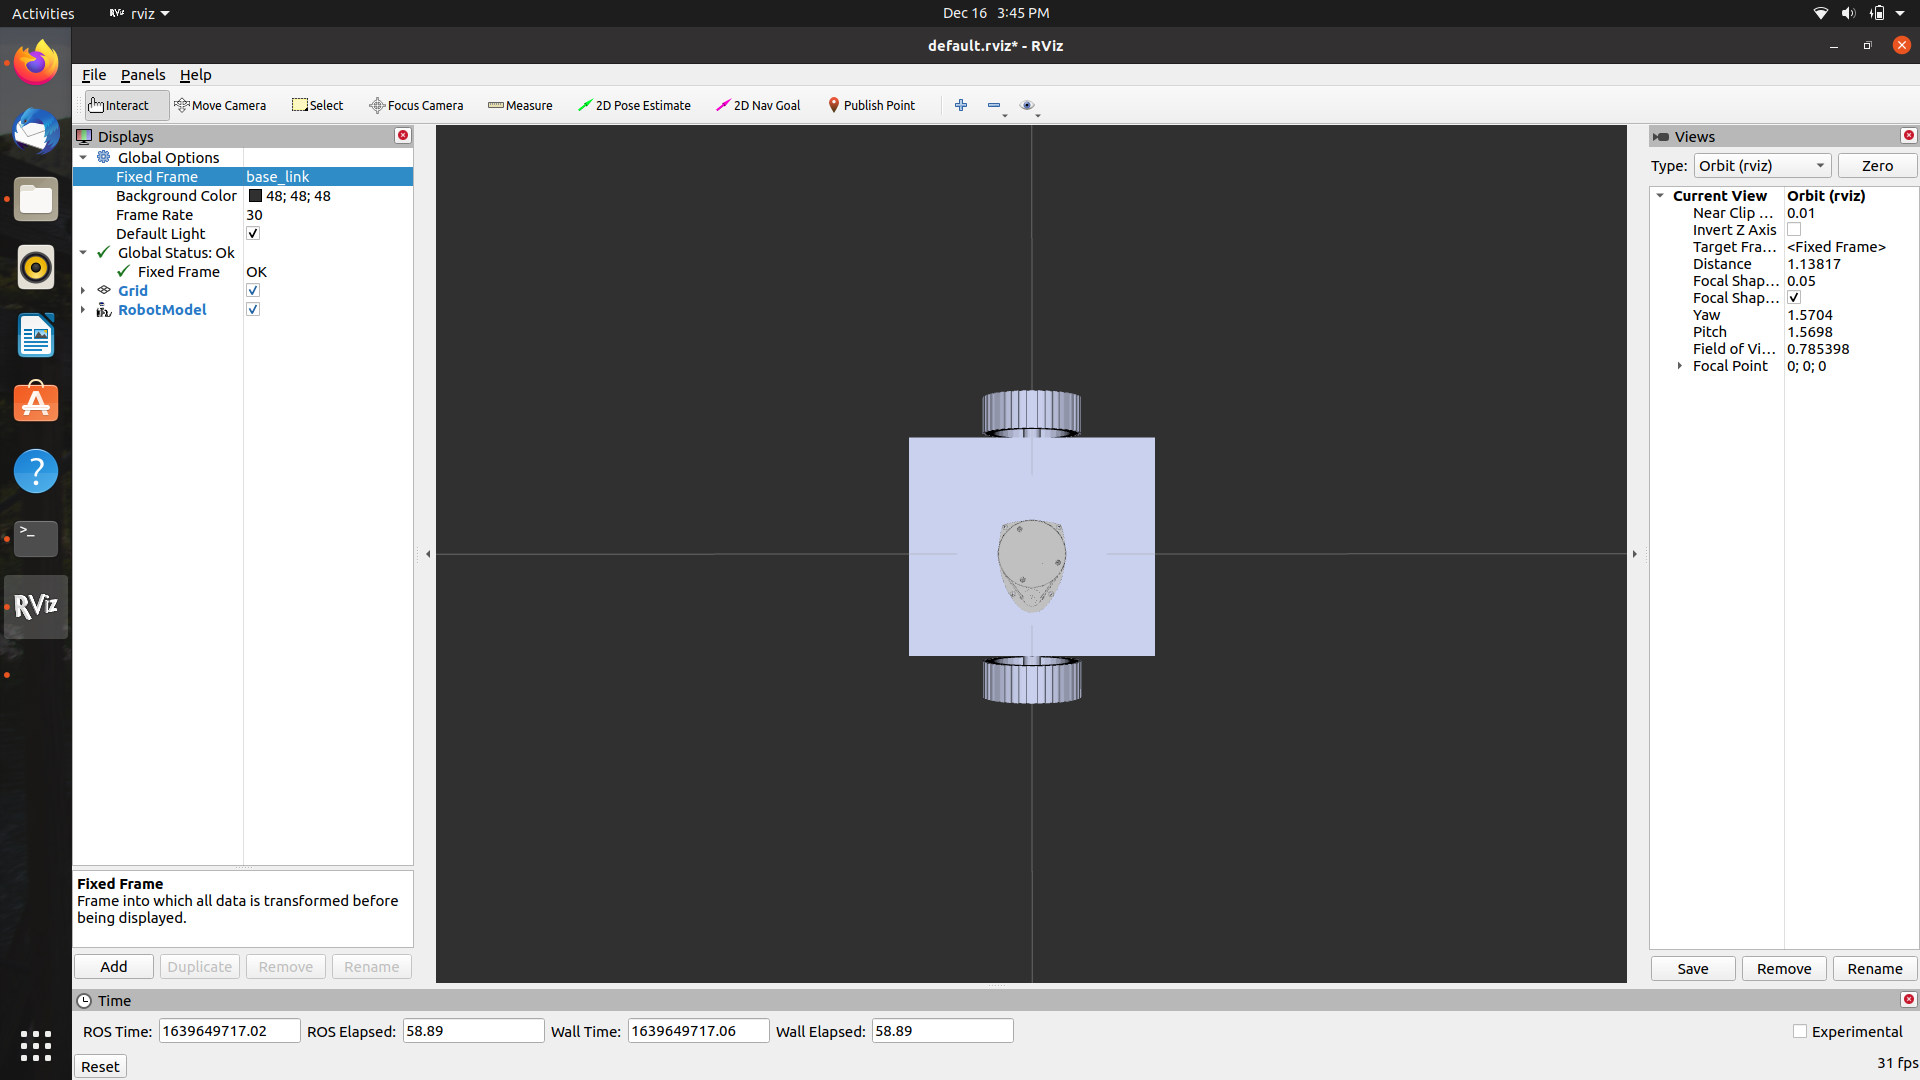 Activities
RViz rviz
Dec 16 3:45 PM
default.rviz* - RViz
File Panels Help
Interact Move Camera Select Focus Camera Measure 2D Pose Estimate 2D Nav Goal Publish Point
Displays
Global Options
Fixed Frame base_link
Background Color 48; 48; 48
Frame Rate 30
Default Light
Global Status: Ok
Fixed Frame OK
Grid
RobotModel
Fixed Frame
Frame into which all data is transformed before
being displayed.
Add Duplicate Remove Rename
Views
Type: Orbit (rviz) Zero
Current View Orbit (rviz)
Near Clip ... 0.01
Invert Z Axis
Target Fra... <Fixed Frame>
Distance 1.13817
Focal Shap... 0.05
Focal Shap...
Yaw 1.5704
Pitch 1.5698
Field of Vi... 0.785398
Focal Point 0; 0; 0
Save Remove Rename
RViz
Time
ROS Time: 1639649717.02 ROS Elapsed: 58.89 Wall Time: 1639649717.06 Wall Elapsed: 58.89 Experimental
Reset 31 fps